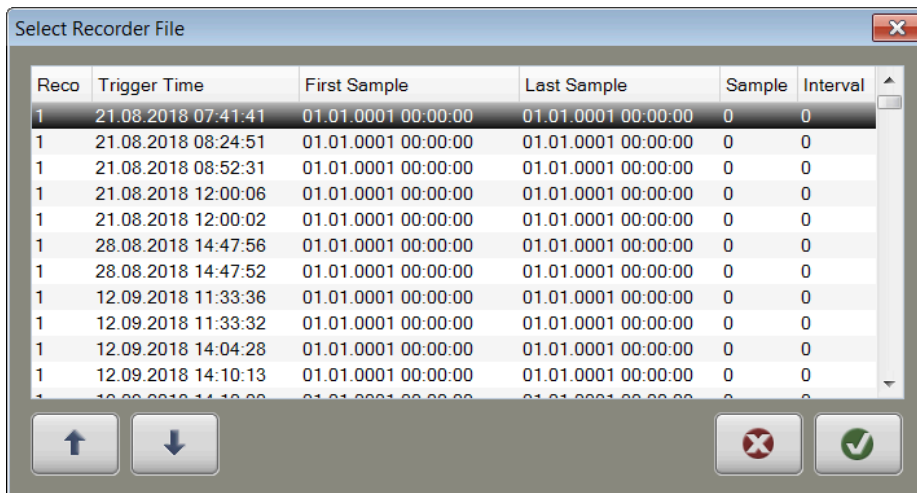 Select Recorder File
Reco Trigger Time First Sample Last Sample Sample Interval
1 21.08.2018 07:41:41 01.01.0001 00:00:00 01.01.0001 00:00:00 0 0
1 21.08.2018 08:24:51 01.01.0001 00:00:00 01.01.0001 00:00:00 0 0
1 21.08.2018 08:52:31 01.01.0001 00:00:00 01.01.0001 00:00:00 0 0
1 21.08.2018 12:00:06 01.01.0001 00:00:00 01.01.0001 00:00:00 0 0
1 21.08.2018 12:00:02 01.01.0001 00:00:00 01.01.0001 00:00:00 0 0
1 28.08.2018 14:47:56 01.01.0001 00:00:00 01.01.0001 00:00:00 0 0
1 28.08.2018 14:47:52 01.01.0001 00:00:00 01.01.0001 00:00:00 0 0
1 12.09.2018 11:33:36 01.01.0001 00:00:00 01.01.0001 00:00:00 0 0
1 12.09.2018 11:33:32 01.01.0001 00:00:00 01.01.0001 00:00:00 0 0
1 12.09.2018 14:04:28 01.01.0001 00:00:00 01.01.0001 00:00:00 0 0
1 12.09.2018 14:10:13 01.01.0001 00:00:00 01.01.0001 00:00:00 0 0